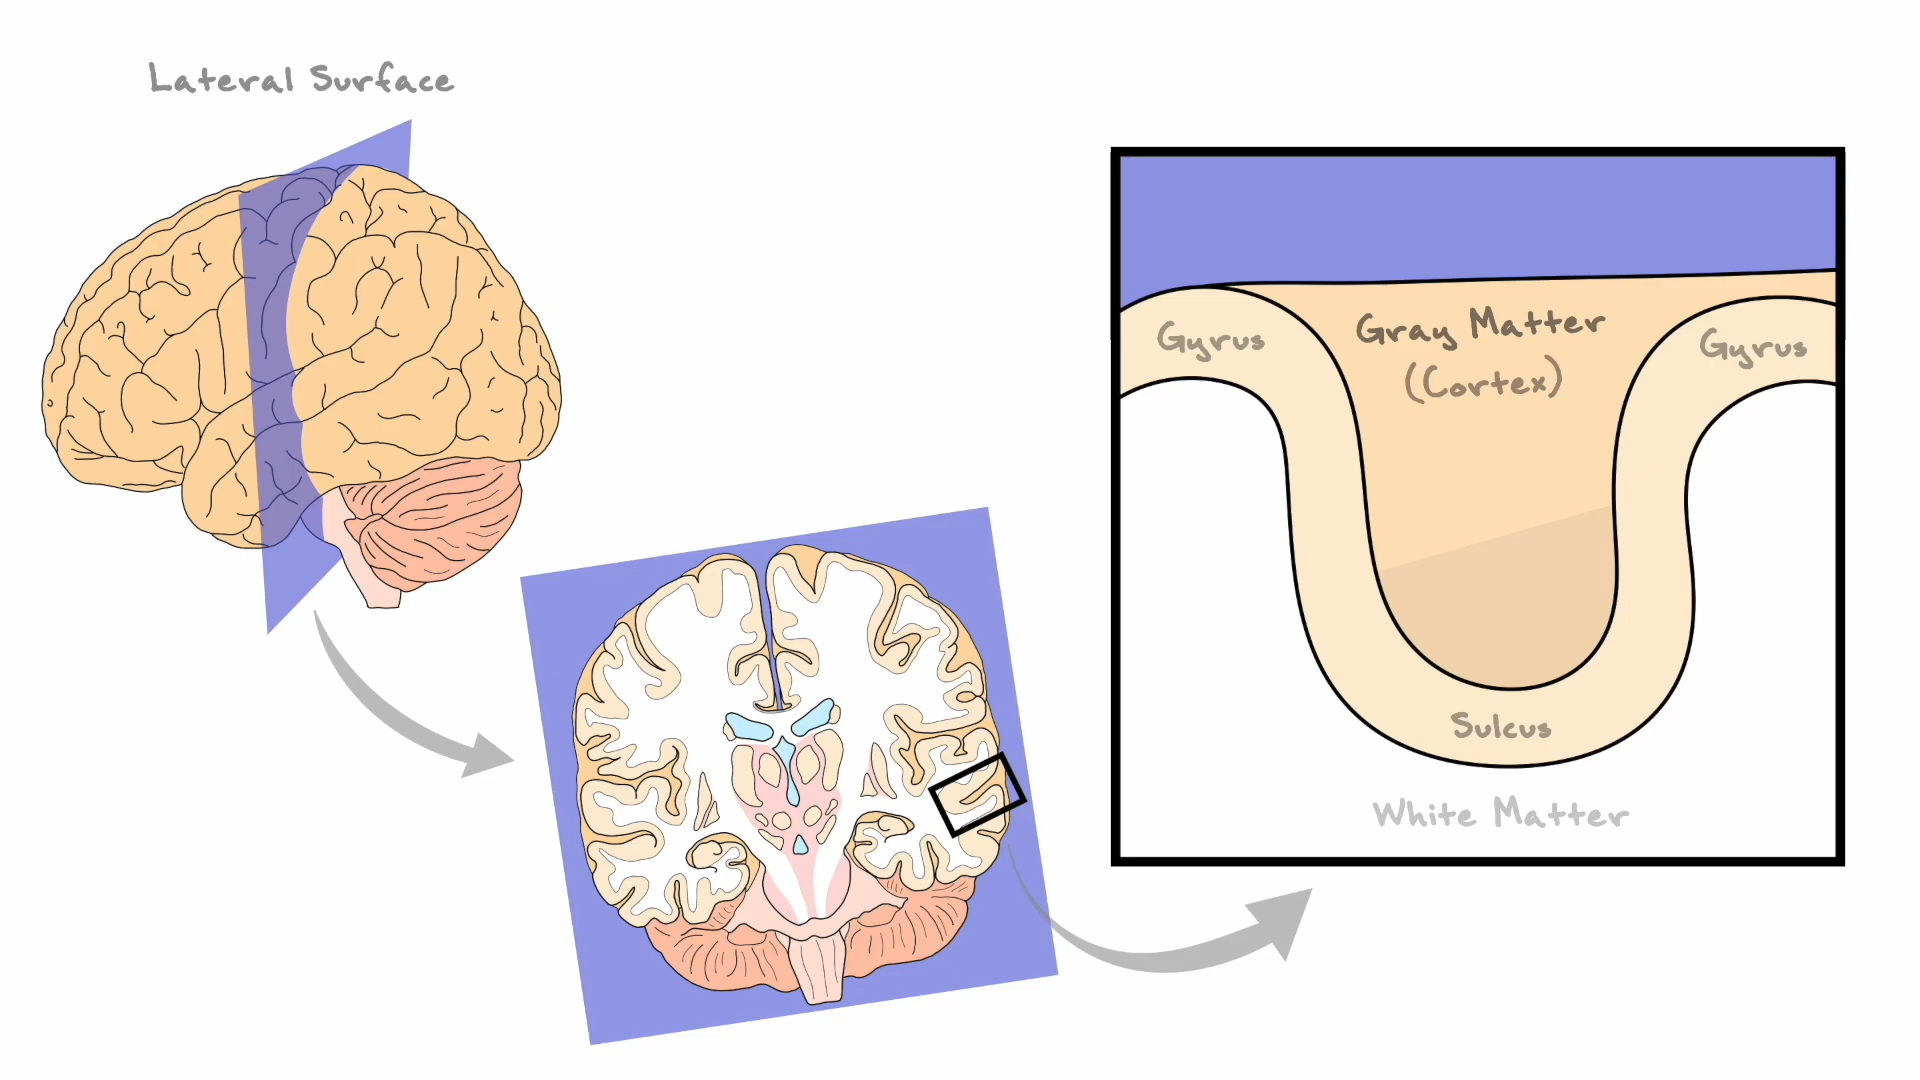 Lateral Surface
Gyrus
Gray Matter
(Cortex)
Gyrus
Sulcus
White Matter